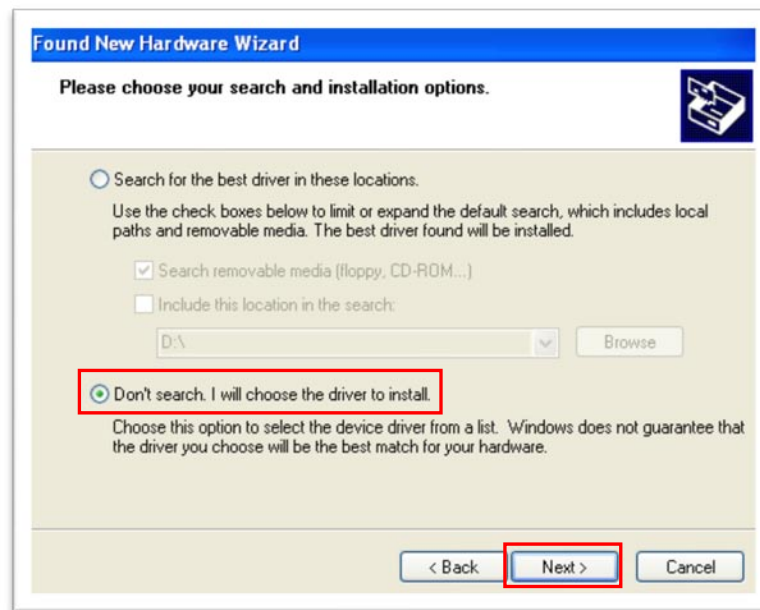 Found New Hardware Wizard
Please choose your search and installation options.
Search for the best driver in these locations.
Use the check boxes below to limit or expand the default search, which includes local
paths and removable media. The best driver found will be installed.
Search removable media (floppy, CD-ROM...)
Include this location in the search:
D:\
Browse
Don't search. I will choose the driver to install.
Choose this option to select the device driver from a list. Windows does not guarantee that
the driver you choose will be the best match for your hardware.
< Back
Next >
Cancel